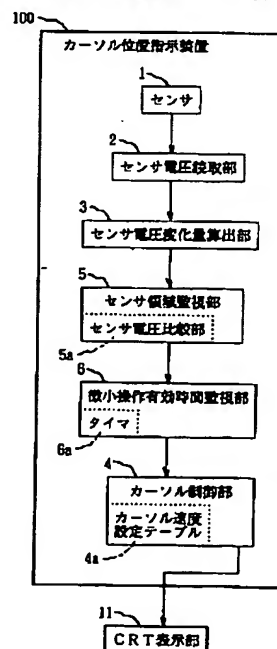 100
カーソル位置指示装置
1
センサ
2
センサ電圧読取部
3
センサ電圧変化量算出部
5
センサ領域監視部
センサ電圧比較部
5a
6
微小操作有効時間監視部
タイマ
6a
4
カーソル制御部
カーソル速度
設定テーブル
4a
11
CRT表示部